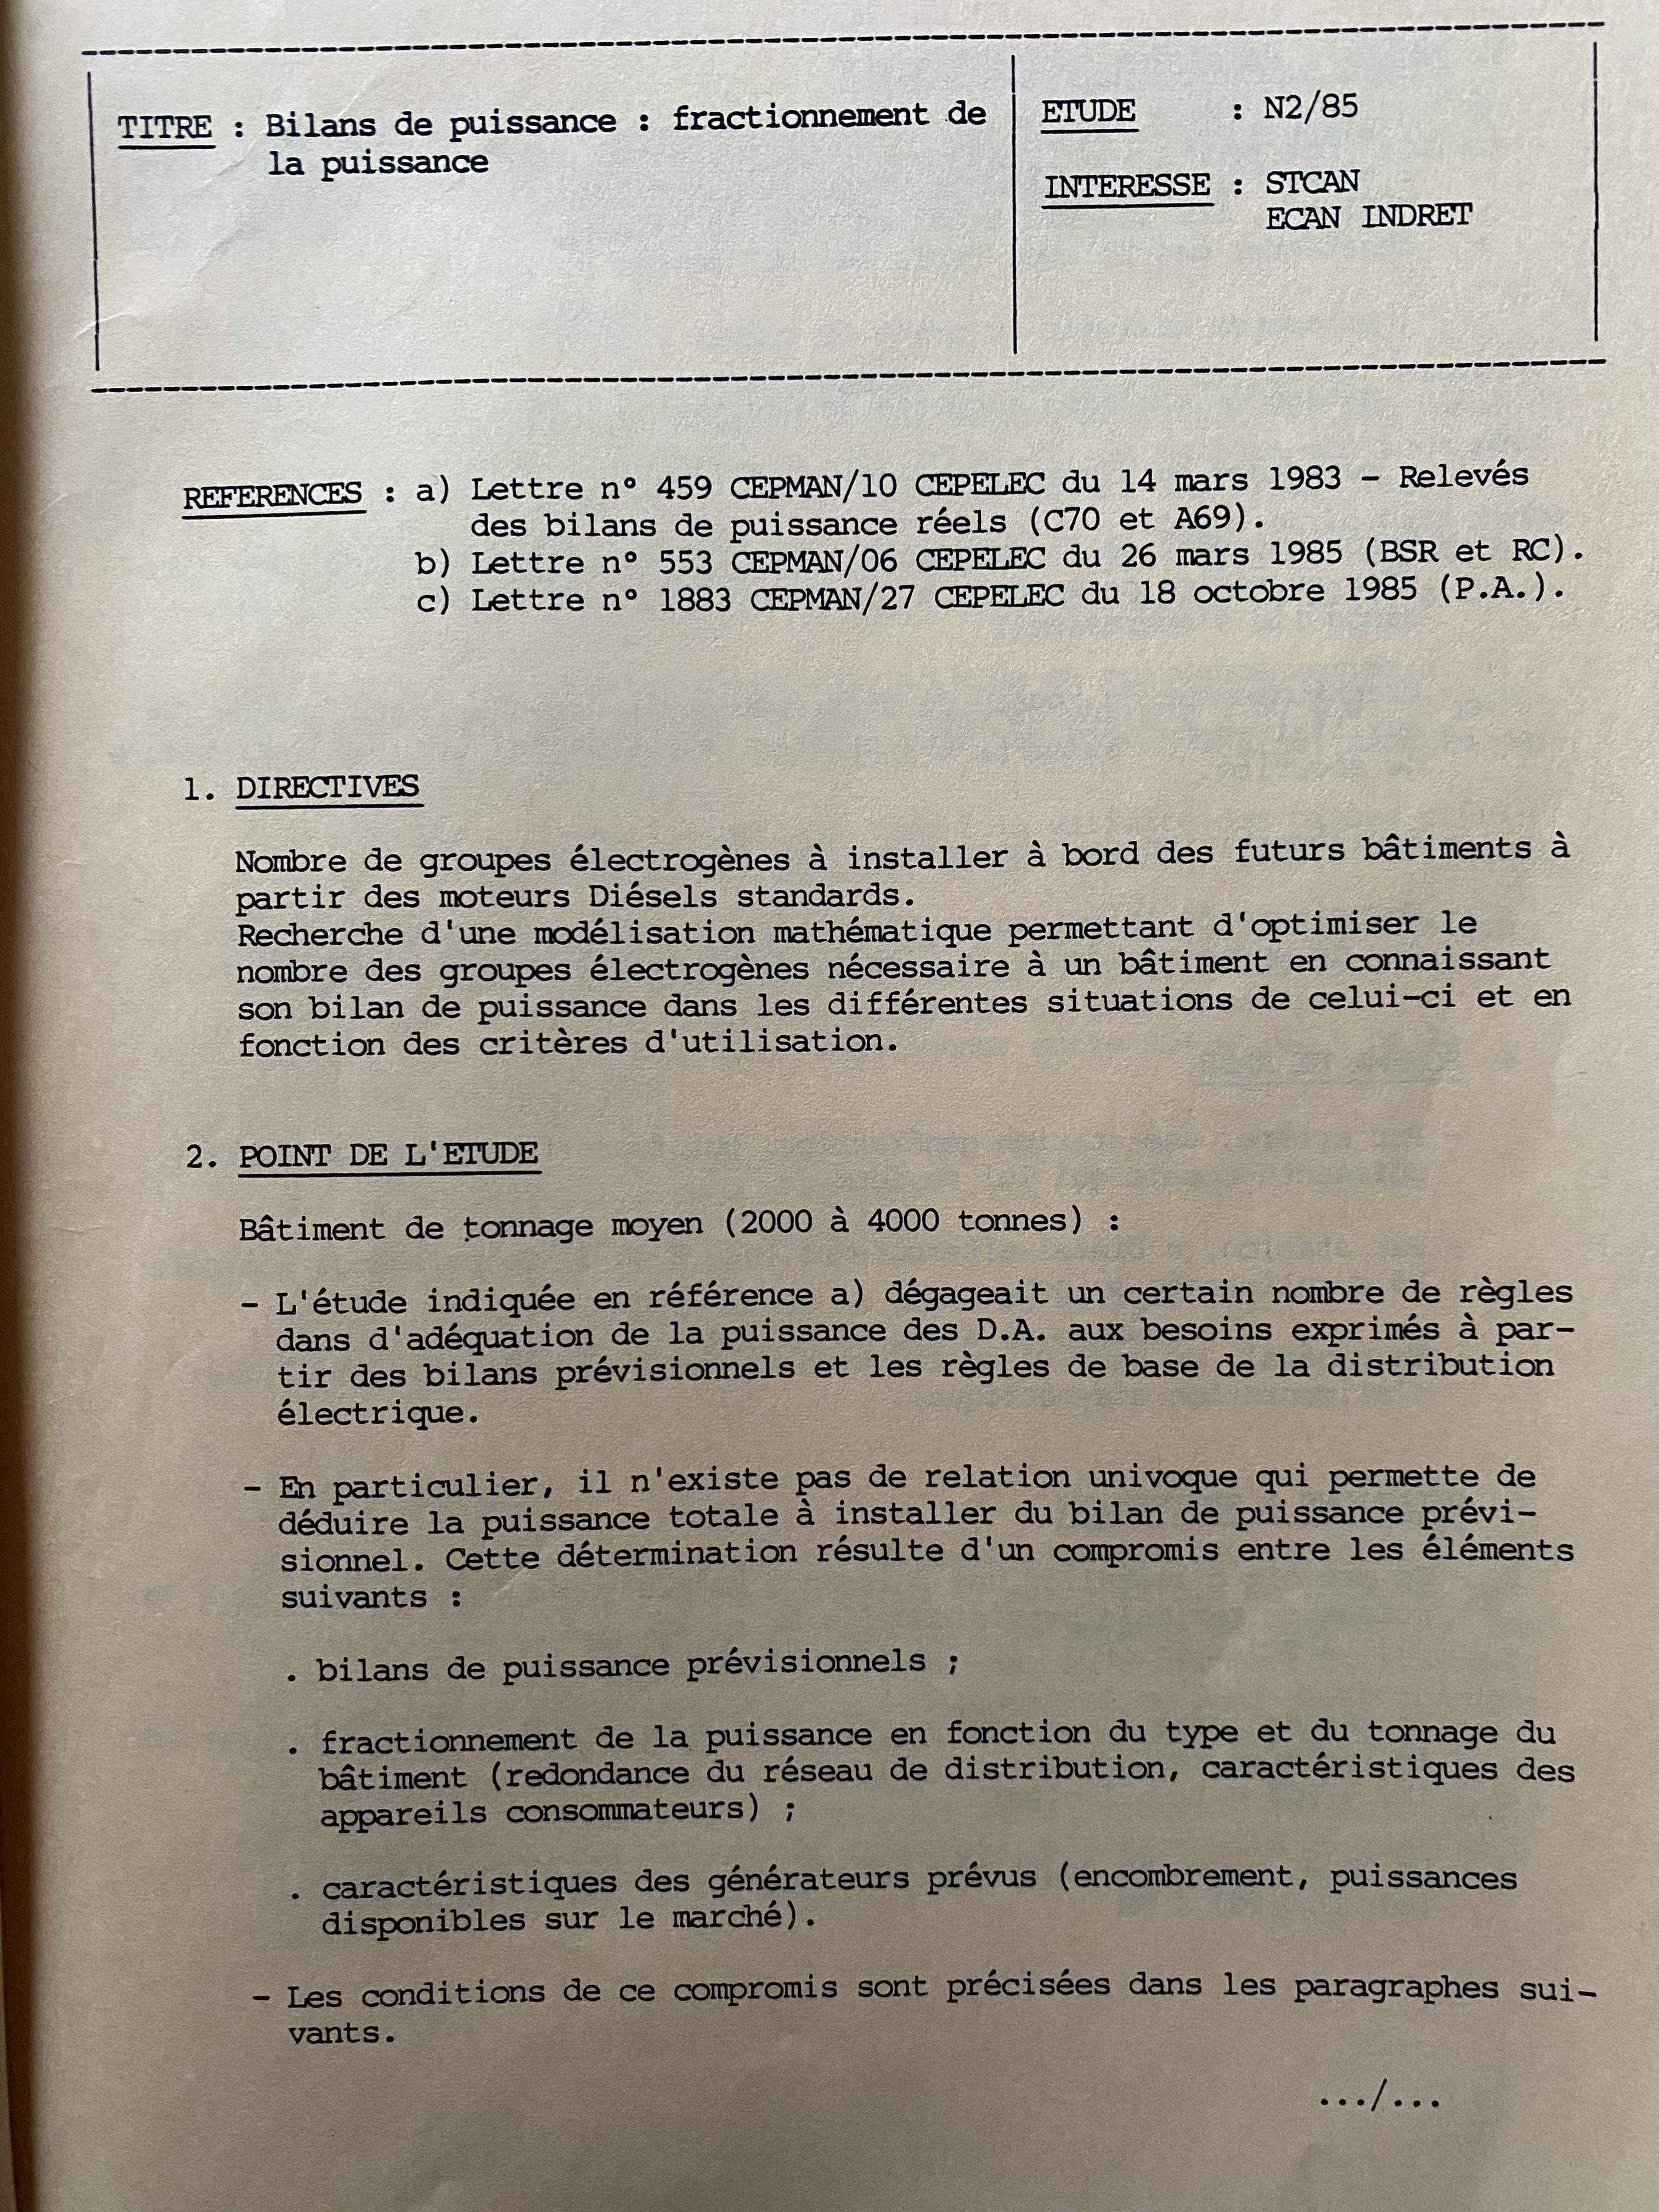 TITRE : Bilans de puissance : fractionnement de
la puissance
ETUDE : N2/85
INTERESSE : STCAN
ECAN INDRET
REFERENCES : a) Lettre n° 459 CEPMAN/10 CEPELEC du 14 mars 1983 - Relevés
des bilans de puissance réels (C70 et A69).
b) Lettre n° 553 CEPMAN/06 CEPELEC du 26 mars 1985 (BSR et RC).
c) Lettre n° 1883 CEPMAN/27 CEPELEC du 18 octobre 1985 (P.A.).
1. DIRECTIVES
Nombre de groupes électrogènes à installer à bord des futurs bâtiments à
partir des moteurs Diésels standards.
Recherche d'une modélisation mathématique permettant d'optimiser le
nombre des groupes électrogènes nécessaire à un bâtiment en connaissant
son bilan de puissance dans les différentes situations de celui-ci et en
fonction des critères d'utilisation.
2. POINT DE L'ETUDE
Bâtiment de tonnage moyen (2000 à 4000 tonnes) :
- L'étude indiquée en référence a) dégageait un certain nombre de règles
dans d'adéquation de la puissance des D.A. aux besoins exprimés à par-
tir des bilans prévisionnels et les règles de base de la distribution
électrique.
- En particulier, il n'existe pas de relation univoque qui permette de
déduire la puissance totale à installer du bilan de puissance prévi-
sionnel. Cette détermination résulte d'un compromis entre les éléments
suivants :
. bilans de puissance prévisionnels ;
. fractionnement de la puissance en fonction du type et du tonnage du
bâtiment (redondance du réseau de distribution, caractéristiques des
appareils consommateurs) ;
. caractéristiques des générateurs prévus (encombrement, puissances
disponibles sur le marché).
- Les conditions de ce compromis sont précisées dans les paragraphes sui-
vants.
.../...